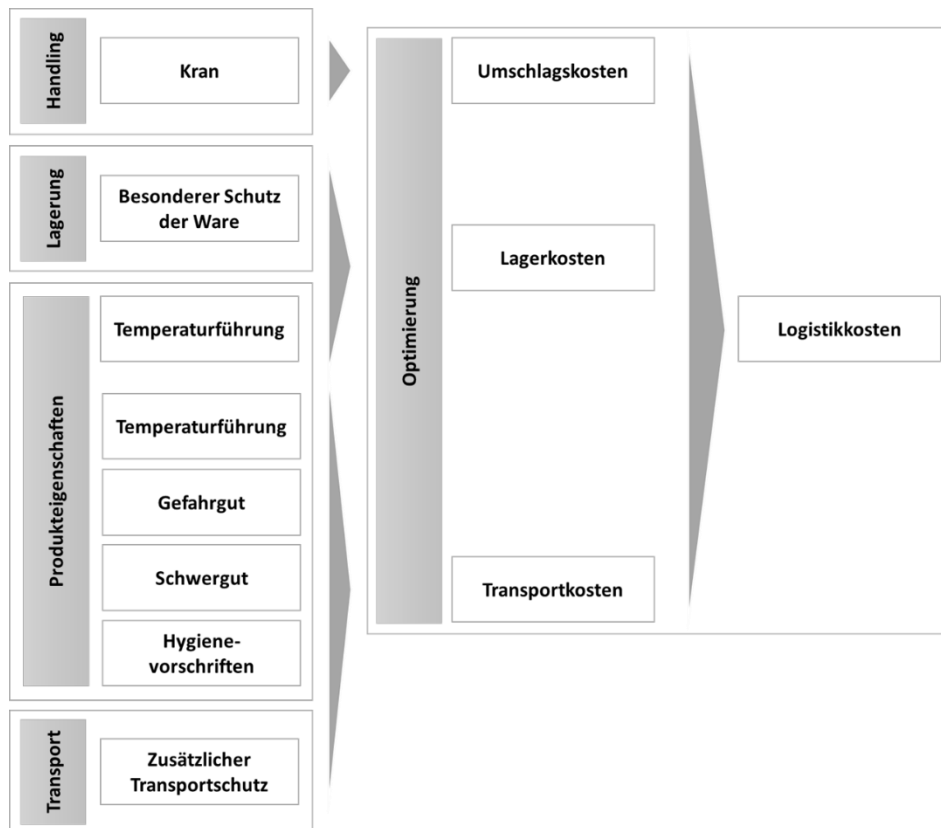 Handling
Kran
Lagerung
Besonderer Schutz
der Ware
Produkteigenschaften
Temperaturführung
Temperaturführung
Gefahrgut
Schwergut
Hygiene-
vorschriften
Transport
Zusätzlicher
Transportschutz
Optimierung
Umschlagskosten
Lagerkosten
Transportkosten
Logistikkosten